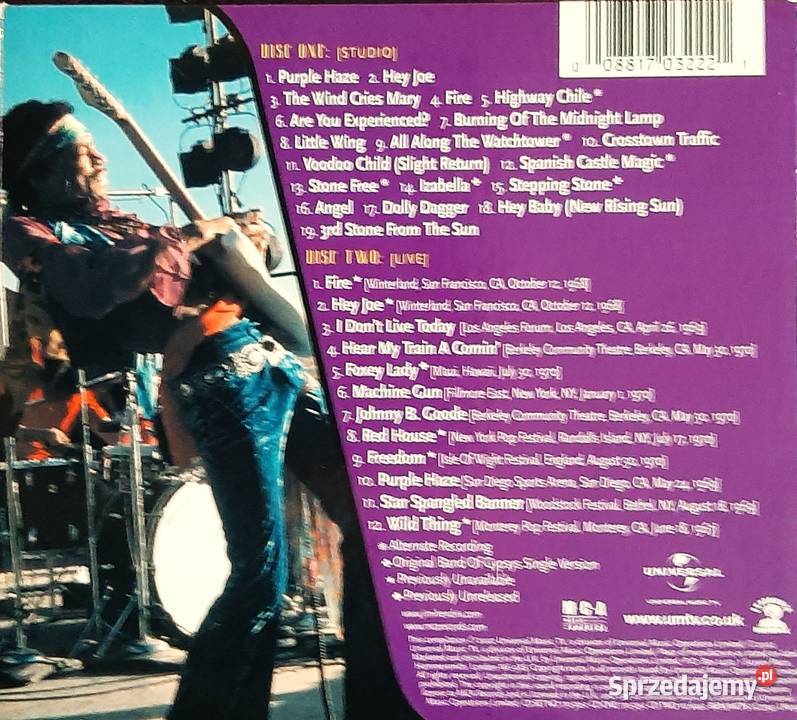 DISC ONE: [STUDIO]
1. Purple Haze 2. Hey Joe
3. The Wind Cries Mary 4. Fire 5. Highway Chile *
6. Are You Experienced? 7. Burning Of The Midnight Lamp
8. Little Wing 9. All Along The Watchtower * 10. Crosstown Traffic
11. Voodoo Child (Slight Return) 12. Spanish Castle Magic *
13. Stone Free * 14. Izabella * 15. Stepping Stone *
16. Angel 17. Dolly Dagger 18. Hey Baby (New Rising Sun)
19. 3rd Stone From The Sun
DISC TWO: [LIVE]
1. Fire * [Winterland, San Francisco, CA, October 12, 1968]
2. Hey Joe * [Winterland, San Francisco, CA, October 12, 1968]
3. I Don't Live Today [Los Angeles Forum, Los Angeles, CA, April 26, 1969]
4. Hear My Train A Comin' [Berkeley Community Theatre, Berkeley, CA, May 30, 1970]
5. Foxey Lady * [Maui, Hawaii, July 30, 1970]
6. Machine Gun [Fillmore East, New York, NY, January 1, 1970]
7. Johnny B. Goode [Berkeley Community Theatre, Berkeley, CA, May 30, 1970]
8. Red House * [New York Pop Festival, Randall's Island, NY, July 17, 1970]
9. Freedom * [Isle Of Wight Festival, England, August 30, 1970]
10. Purple Haze [San Diego Sports Arena, San Diego, CA, May 24, 1969]
11. Star Spangled Banner [Woodstock Festival, Bethel, NY, August 18, 1969]
12. Wild Thing * [Monterey Pop Festival, Monterey, CA, June 18, 1967]
* Alternate Recording
* Original Band Of Gypsys Single Version
* Previously Unavailable
* Previously Unreleased
0 08817 03222 1
UNIVERSAL
MCA
www.umtv.co.uk
Sprzedajemy.pl